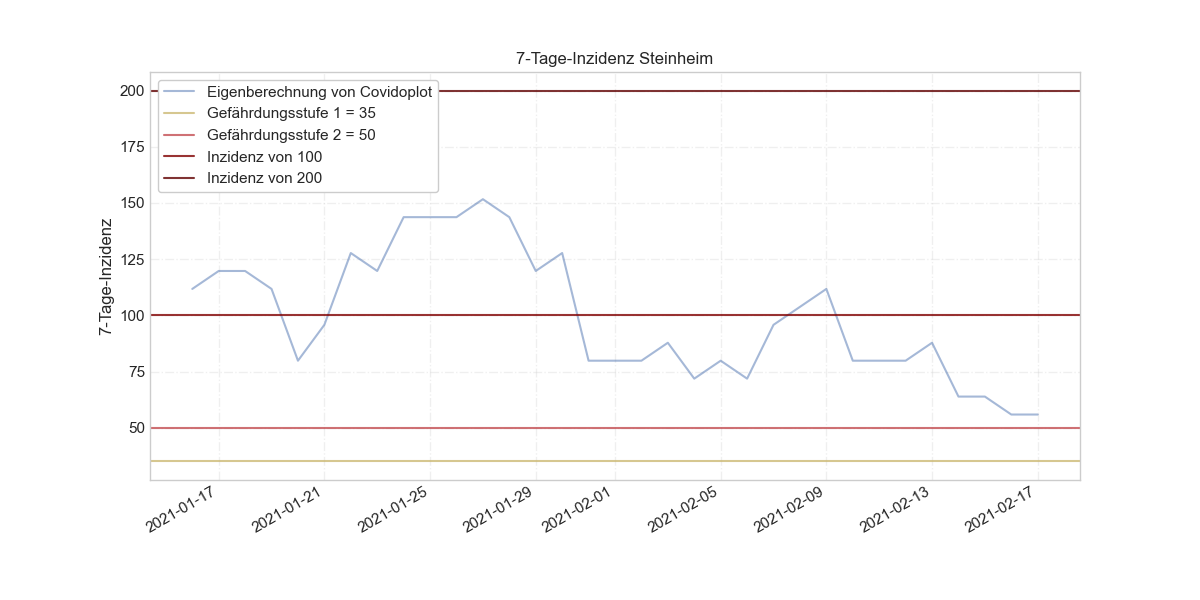 7-Tage-Inzidenz Steinheim
Eigenberechnung von Covidoplot
Gefährdungsstufe 1 = 35
Gefährdungsstufe 2 = 50
Inzidenz von 100
Inzidenz von 200
7-Tage-Inzidenz
200
175
150
125
100
75
50
2021-01-17
2021-01-21
2021-01-25
2021-01-29
2021-02-01
2021-02-05
2021-02-09
2021-02-13
2021-02-17